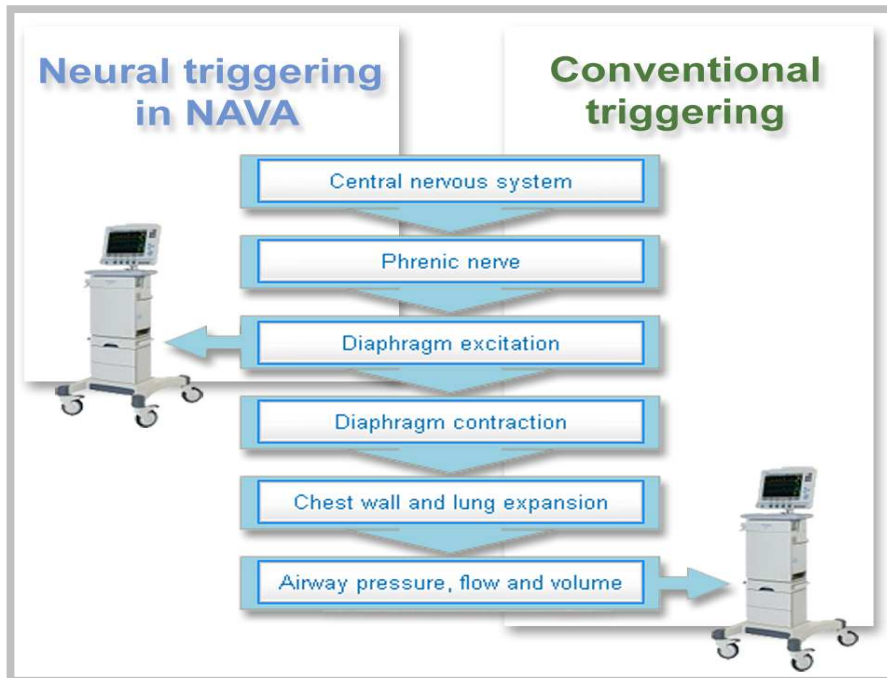 Neural triggering
in NAVA
Conventional
triggering
Central nervous system
Phrenic nerve
Diaphragm excitation
Diaphragm contraction
Chest wall and lung expansion
Airway pressure, flow and volume